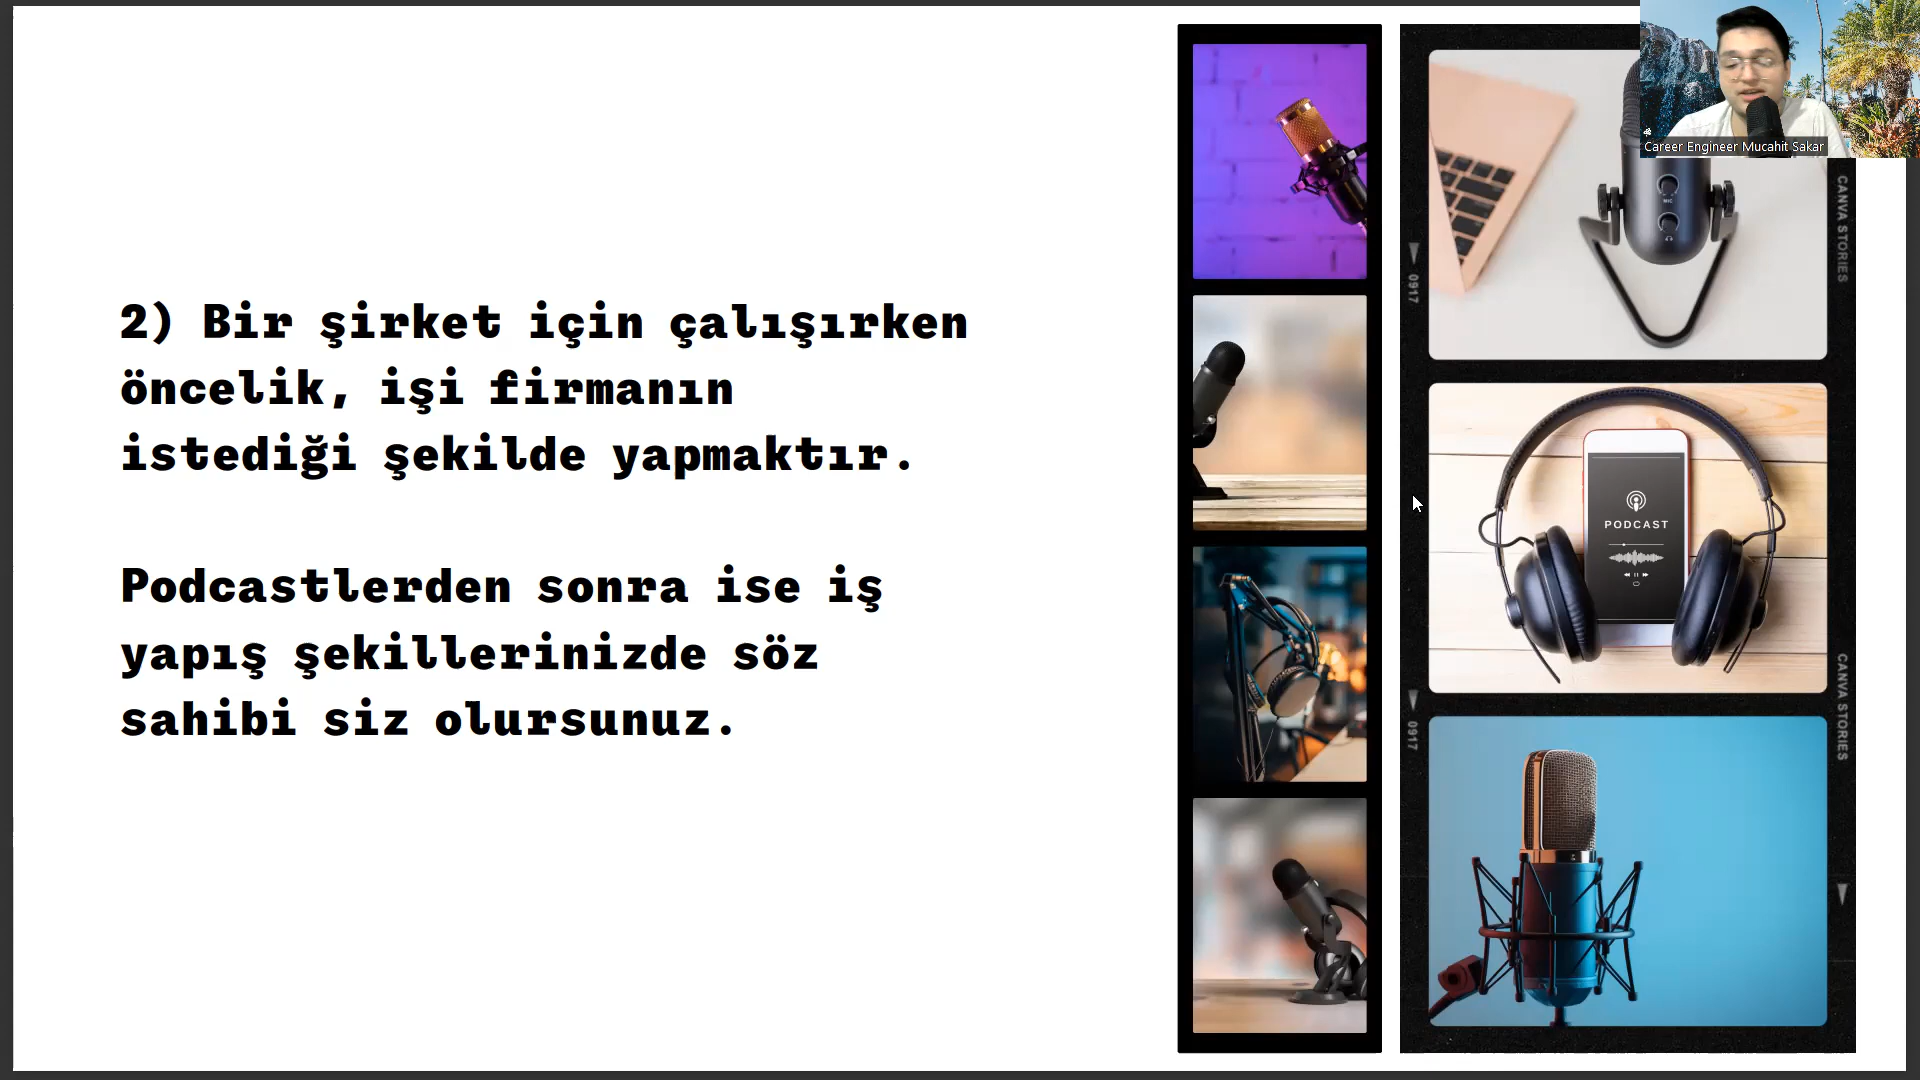 2) Bir şirket için çalışırken
öncelik, işi firmanın
istediği şekilde yapmaktır.
Podcastlerden sonra ise iş
yapış şekillerinizde söz
sahibi siz olursunuz.
Career Engineer Mucahit Sakar
MIC
CANVA STORIES
0917
PODCAST
CANVA STORIES
0917